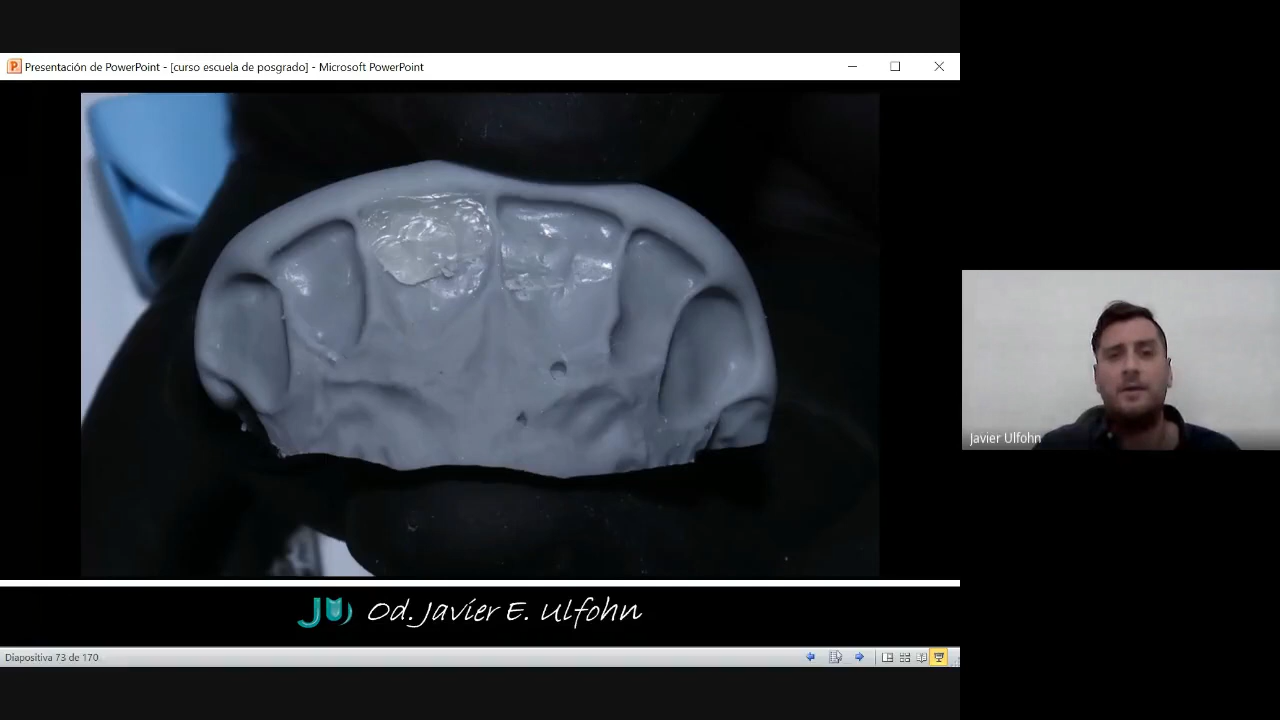 Presentación de PowerPoint - [curso escuela de posgrado] - Microsoft PowerPoint
Javier Ulfohn
JU Od. Javier E. Ulfohn
Diapositiva 73 de 170